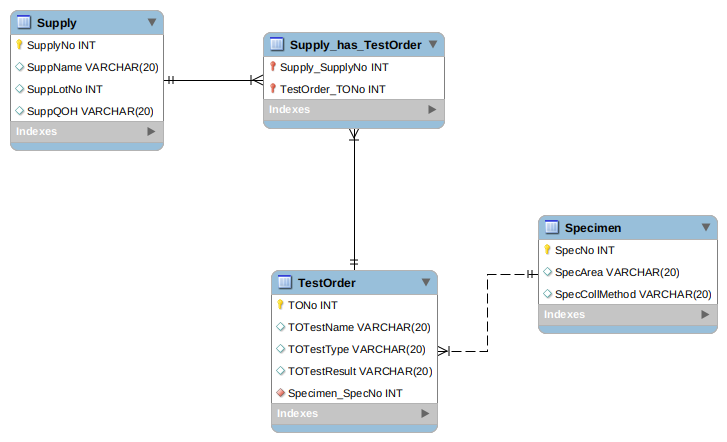 Supply
SupplyNo INT
SuppName VARCHAR(20)
SuppLotNo INT
SuppQOH VARCHAR(20)
Indexes
Supply_has_TestOrder
Supply_SupplyNo INT
TestOrder_TONo INT
Indexes
Specimen
SpecNo INT
SpecArea VARCHAR(20)
SpecCollMethod VARCHAR(20)
Indexes
TestOrder
TONo INT
TOTestName VARCHAR(20)
TOTestType VARCHAR(20)
TOTestResult VARCHAR(20)
Specimen_SpecNo INT
Indexes